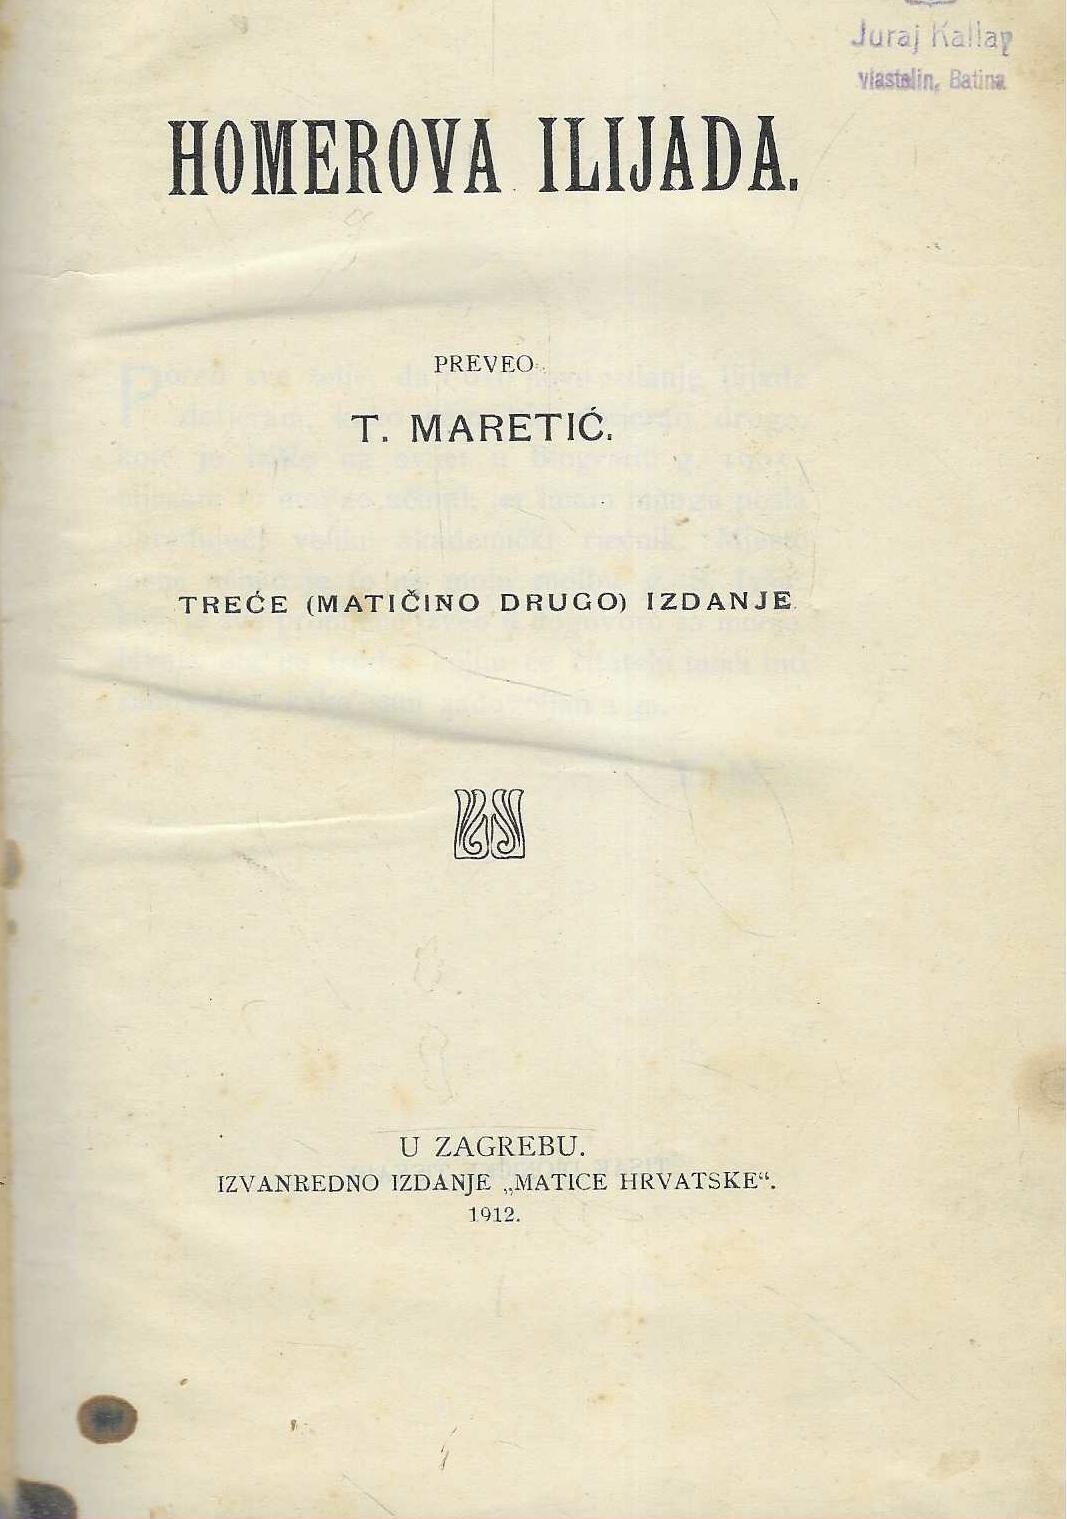 Juraj Kallay
vlastelin, Batina
HOMEROVA ILIJADA.
PREVEO
T. MARETIĆ.
TREĆE (MATIČINO DRUGO) IZDANJE
U ZAGREBU.
IZVANREDNO IZDANJE „MATICE HRVATSKE“.
1912.